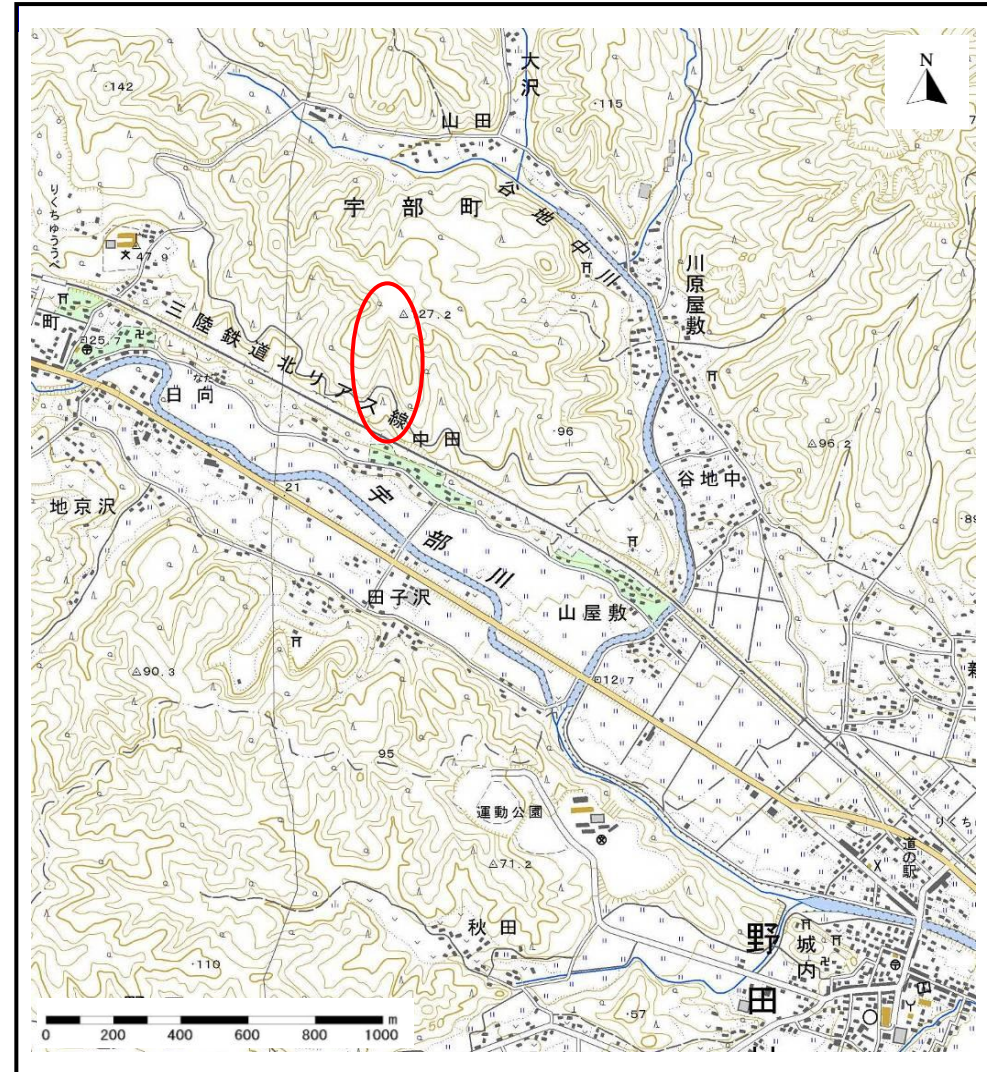 N
大沢
142
100
山田
115
宇部町
谷地中川
りくちゅううべ
47.9
川原屋敷
80
三陸鉄道北リアス線
27.2
町
25.7
なた
日向
中田
96
96.2
谷地中
21
地京沢
宇部川
田子沢
山屋敷
90.3
12.7
95
運動公園
71.2
道の駅
秋田
野田
城内
110
57
50
0 200 400 600 800 1000 m